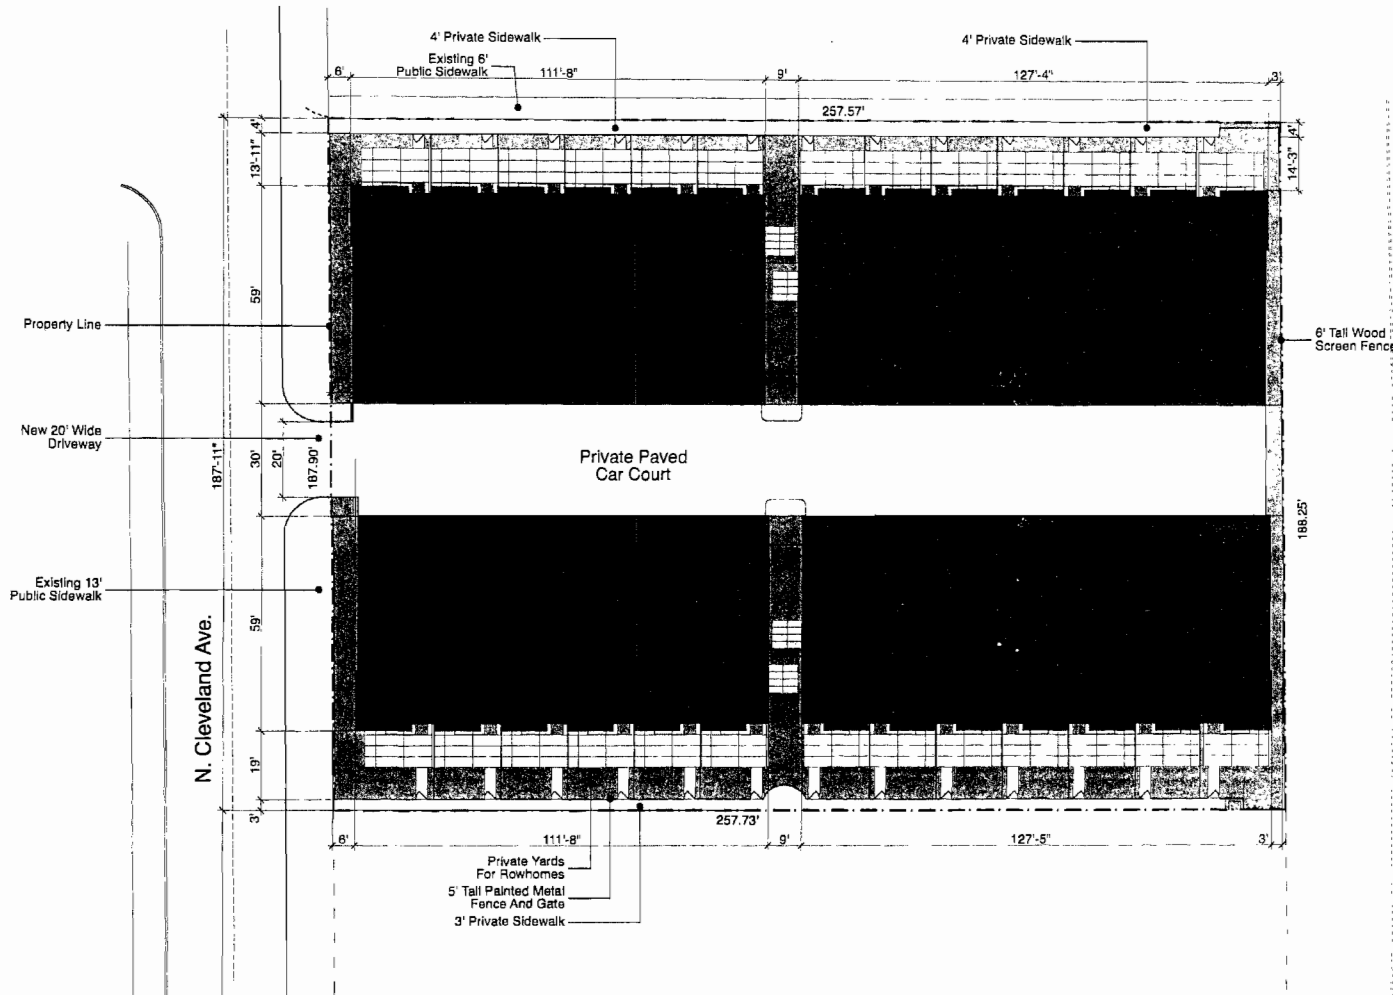 4' Private Sidewalk
4' Private Sidewalk
Existing 6'
Public Sidewalk
6'
111'-8"
9'
127'-4"
3'
257.57'
4'
13'-11"
4'
14'-3"
59'
Property Line
6' Tall Wood
Screen Fence
New 20' Wide
Driveway
187'-11"
30'
20'
187.90'
Private Paved
Car Court
188.25'
Existing 13'
Public Sidewalk
59'
N. Cleveland Ave.
19'
3'
257.73'
6'
111'-8"
9'
127'-5"
3'
Private Yards
For Rowhomes
5' Tall Painted Metal
Fence And Gate
3' Private Sidewalk